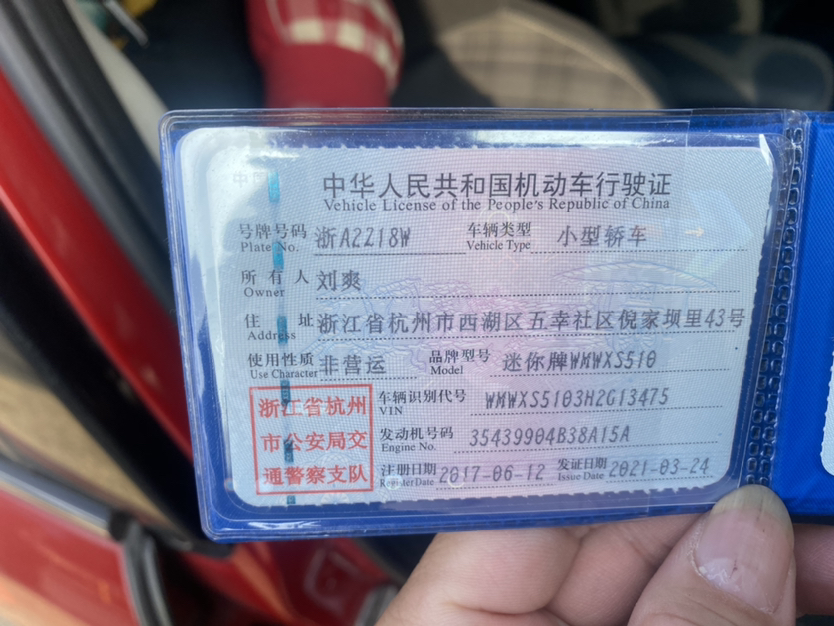 中华人民共和国机动车行驶证
Vehicle License of the People's Republic of China
号牌号码 Plate No. 浙A2218W 车辆类型 Vehicle Type 小型轿车
所有人 Owner 刘爽
住址 Address 浙江省杭州市西湖区五幸社区倪家坝里43号
使用性质 Use Character 非营运 品牌型号 Model 迷你牌WMWXS510
浙江省杭州市公安局交通警察支队
车辆识别代号 VIN WMWXS5103H2G13475
发动机号码 Engine No. 35439904B38A15A
注册日期 Register Date 2017-06-12 发证日期 Issue Date 2021-03-24